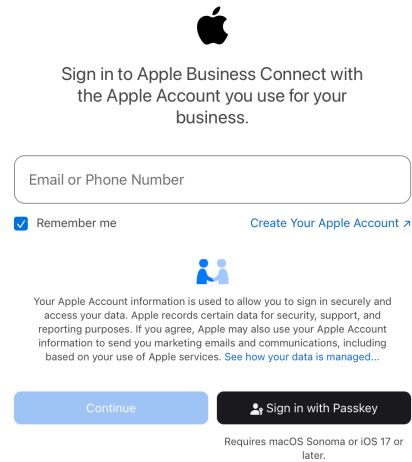 Sign in to Apple Business Connect with
the Apple Account you use for your
business.
Email or Phone Number
Remember me
Create Your Apple Account ↗
Your Apple Account information is used to allow you to sign in securely and
access your data. Apple records certain data for security, support, and
reporting purposes. If you agree, Apple may also use your Apple Account
information to send you marketing emails and communications, including
based on your use of Apple services. See how your data is managed...
Continue
Sign in with Passkey
Requires macOS Sonoma or iOS 17 or
later.